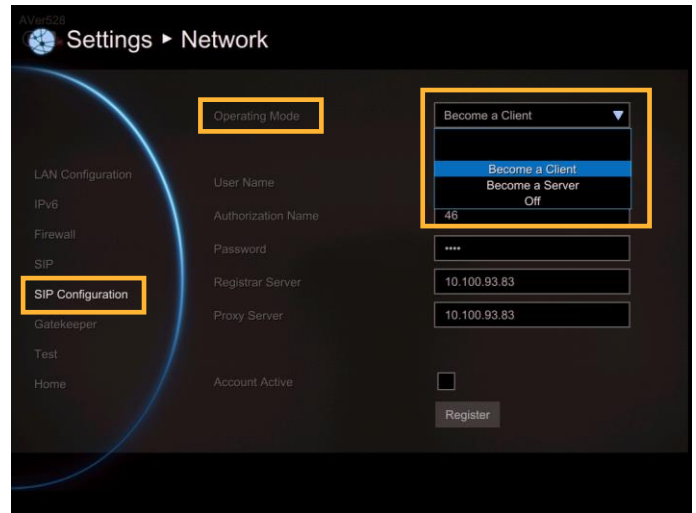 AVer528
Settings ▸ Network
Operating Mode
Become a Client
Become a Client
Become a Server
Off
LAN Configuration
User Name
IPv6
Authorization Name
46
Firewall
Password
••••
SIP
Registrar Server
10.100.93.83
SIP Configuration
Proxy Server
10.100.93.83
Gatekeeper
Test
Home
Account Active
Register